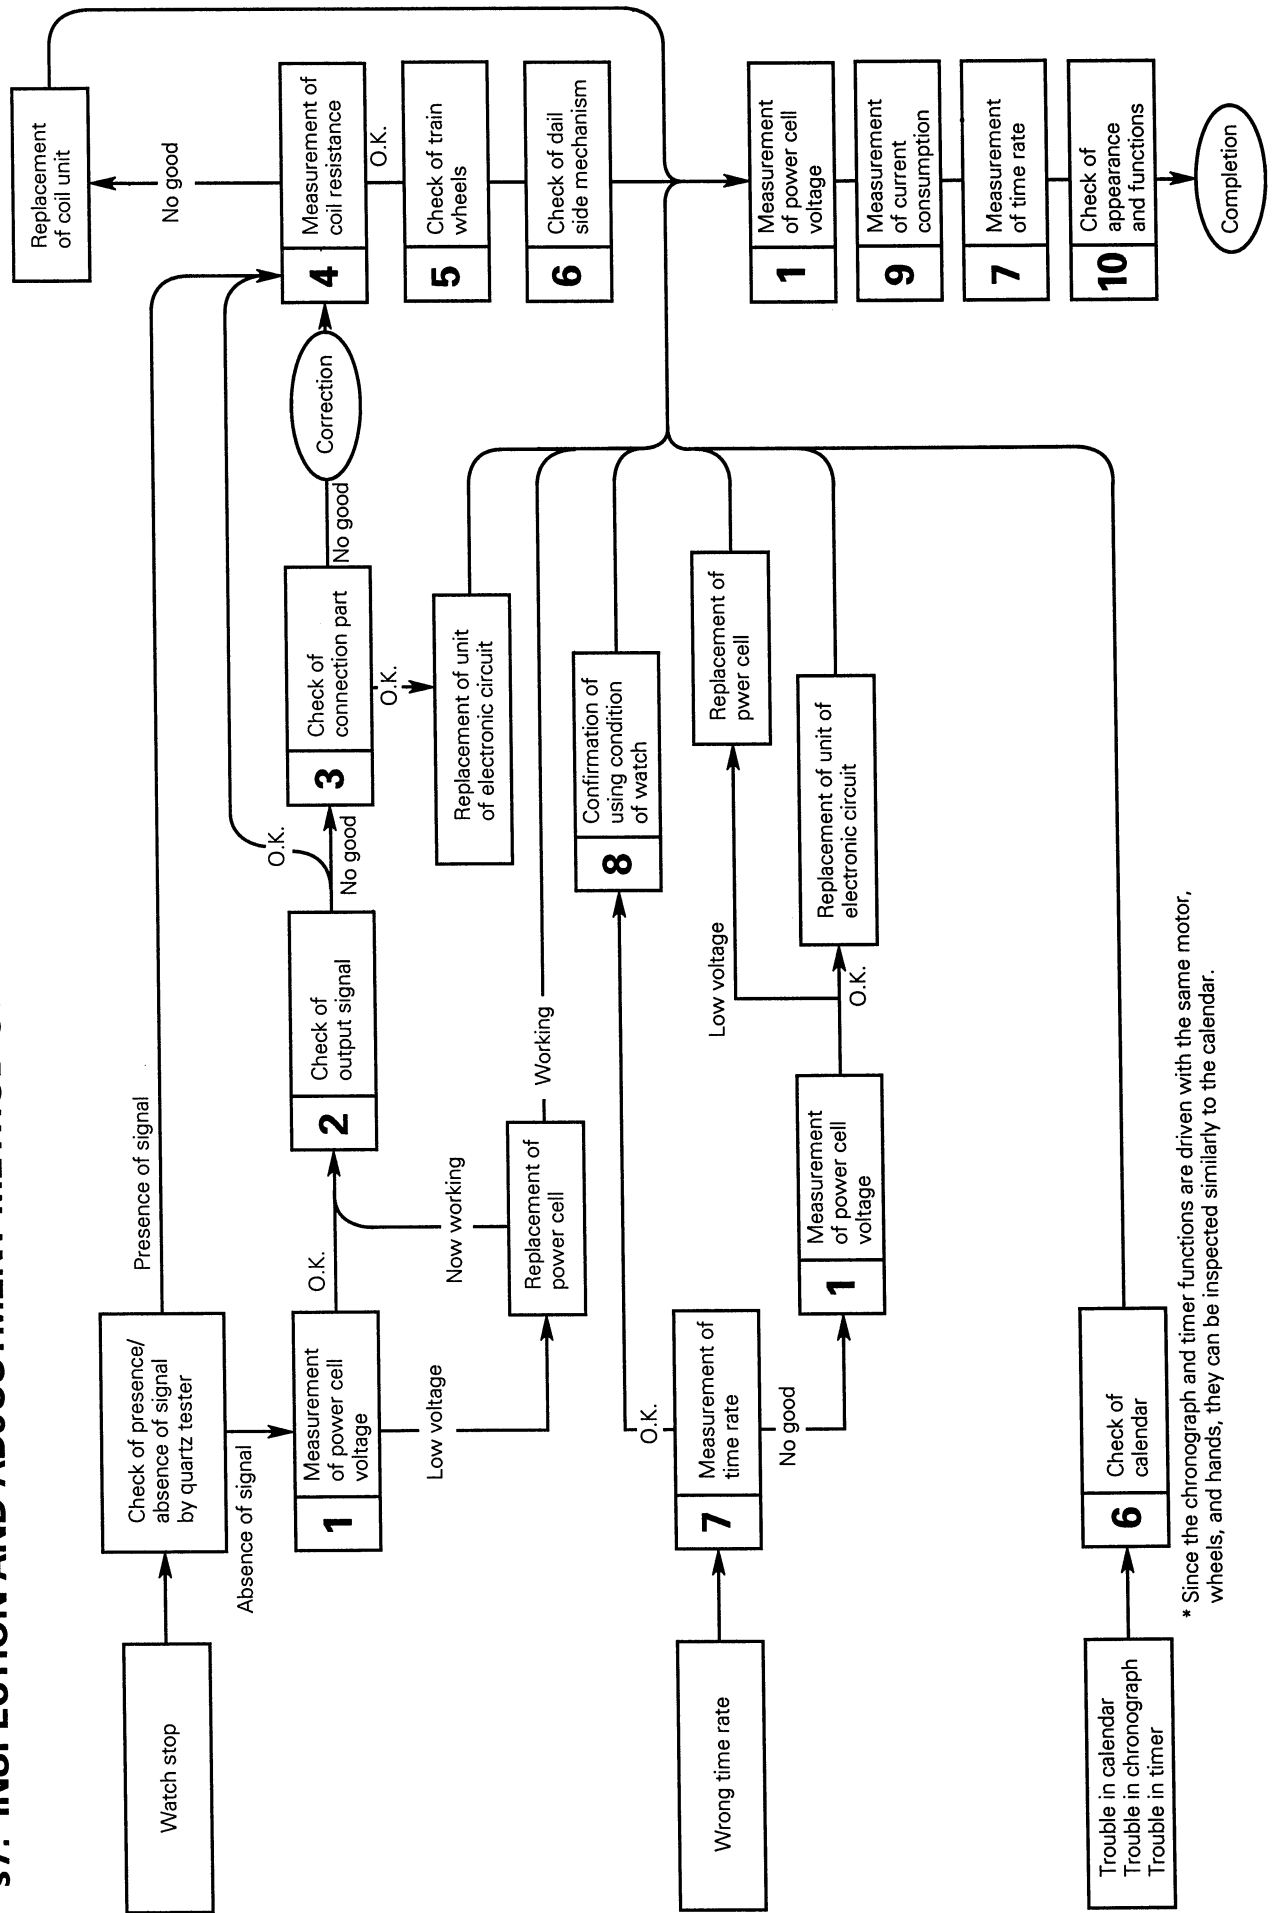 Watch stop
Check of presence/
absence of signal
by quartz tester
Presence of signal
Absence of signal
1
Measurement
of power cell
voltage
O.K.
Low voltage
Replacement of
power cell
Now working
Working
2
Check of
output signal
O.K.
No good
3
Check of
connection part
No good
O.K.
Correction
Replacement of unit
of electronic circuit
4
Measurement of
coil resistance
No good
Replacement
of coil unit
O.K.
5
Check of train
wheels
6
Check of dail
side mechanism
Wrong time rate
7
Measurement of
time rate
O.K.
No good
8
Confirmation of
using condition
of watch
1
Measurement
of power cell
voltage
Low voltage
O.K.
Replacement of
pwer cell
Replacement of unit of
electronic circuit
Trouble in calendar
Trouble in chronograph
Trouble in timer
6
Check of
calendar
1
Measurement
of power cell
voltage
9
Measurement
of current
consumption
7
Measurement
of time rate
10
Check of
appearance
and functions
Completion
* Since the chronograph and timer functions are driven with the same motor,
wheels, and hands, they can be inspected similarly to the calendar.